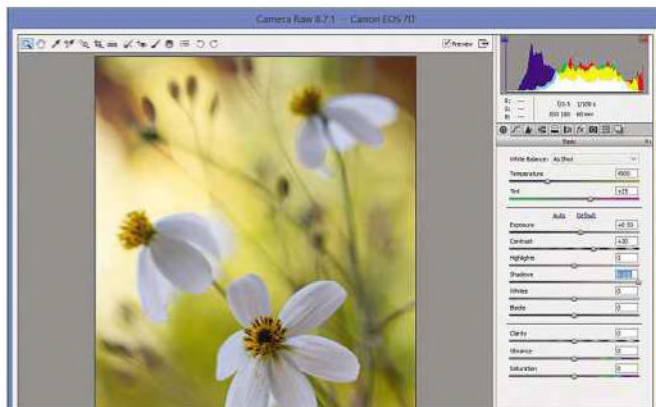 Camera Raw 8.7.1 - Canon EOS 7D
Preview
R: ---
G: ---
B: ---
f/3.5 1/100 s
ISO 100 60 mm
Basic
White Balance: As Shot
Temperature 4900
Tint +15
Auto Default
Exposure +0.50
Contrast +30
Highlights 0
Shadows
Whites 0
Blacks 0
Clarity 0
Vibrance 0
Saturation 0